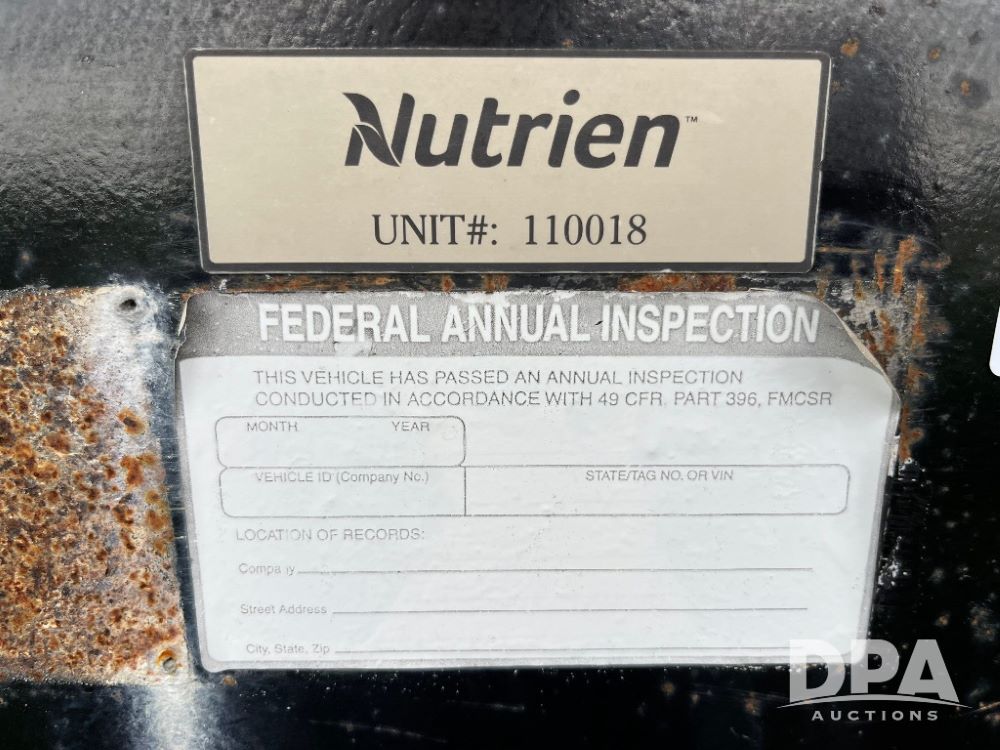 Nutrien™
UNIT#: 110018
FEDERAL ANNUAL INSPECTION
THIS VEHICLE HAS PASSED AN ANNUAL INSPECTION
CONDUCTED IN ACCORDANCE WITH 49 CFR, PART 396, FMCSR
MONTH YEAR
VEHICLE ID (Company No.) STATE/TAG NO. OR VIN
LOCATION OF RECORDS:
Company
Street Address
City, State, Zip
DPA
AUCTIONS